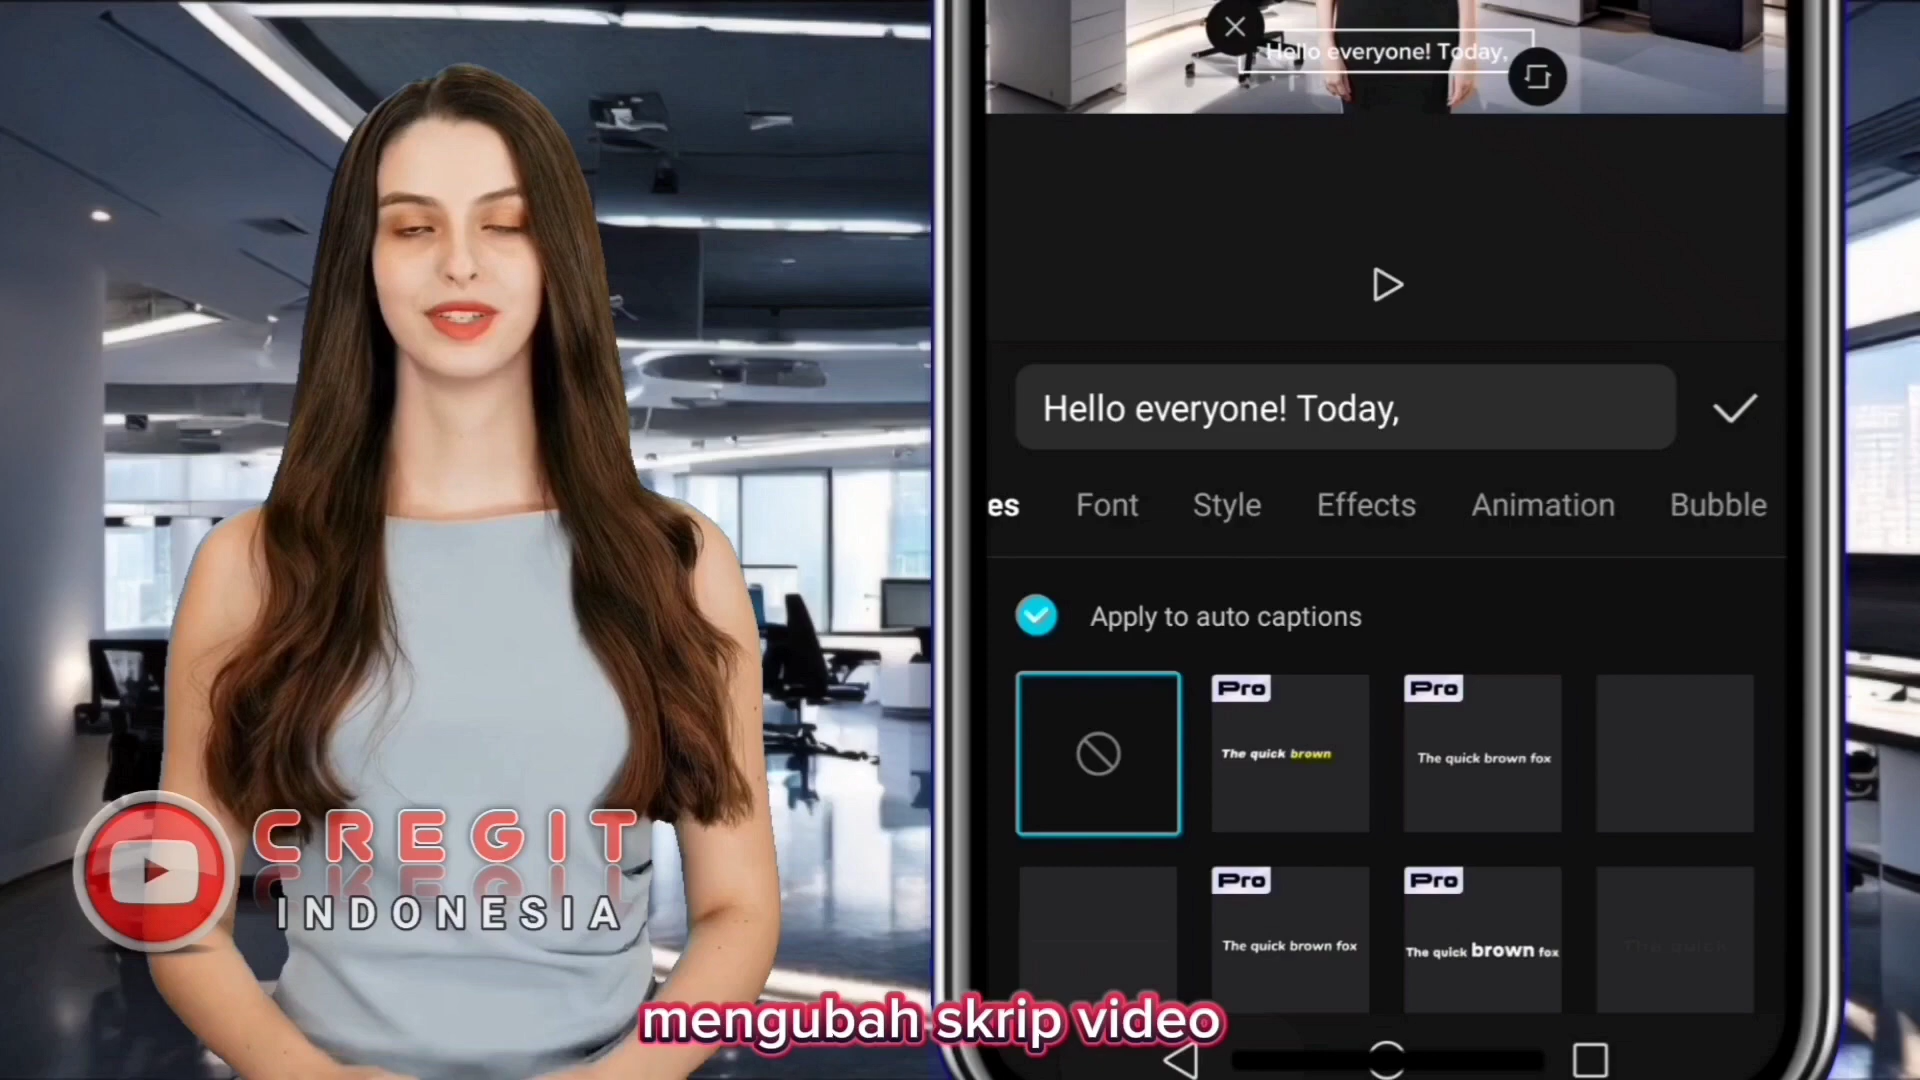 Hello everyone! Today,
Hello everyone! Today,
es
Font
Style
Effects
Animation
Bubble
Apply to auto captions
Pro
The quick brown
Pro
The quick brown fox
Pro
The quick brown fox
Pro
The quick brown fox
The quick
CREGIT
INDONESIA
mengubah skrip video